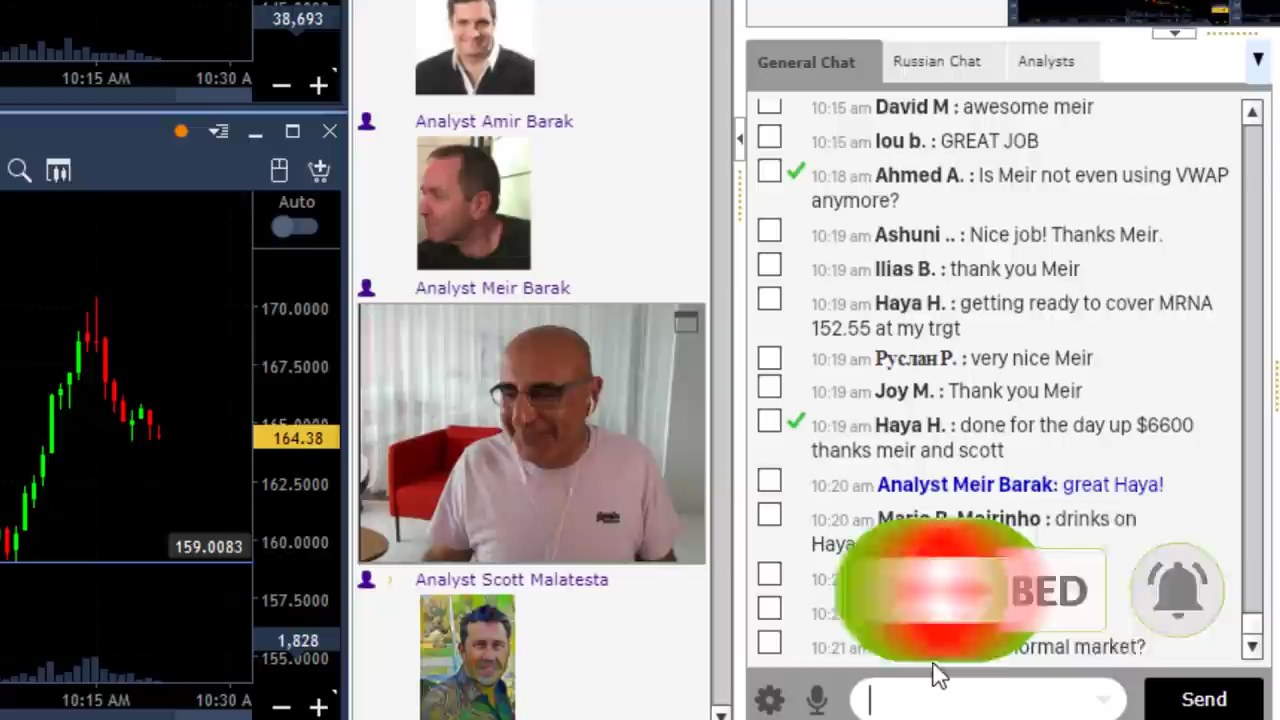 38,693
10:15 AM
10:30 A
Auto
170.0000
167.5000
164.38
162.5000
159.0083
160.0000
157.5000
1,828
155.0000
10:15 AM
10:30 A
Analyst Amir Barak
Analyst Meir Barak
Analyst Scott Malatesta
General Chat
Russian Chat
Analysts
10:15 am David M : awesome meir
10:15 am lou b. : GREAT JOB
10:18 am Ahmed A. : Is Meir not even using VWAP
anymore?
10:19 am Ashuni .. : Nice job! Thanks Meir.
10:19 am Ilias B. : thank you Meir
10:19 am Haya H. : getting ready to cover MRNA
152.55 at my trgt
10:19 am Руслан Р. : very nice Meir
10:19 am Joy M. : Thank you Meir
10:19 am Haya H. : done for the day up $6600
thanks meir and scott
10:20 am Analyst Meir Barak: great Haya!
10:20 am Mario B. Meirinho : drinks on
Haya
BED
10:21 am normal market?
Send